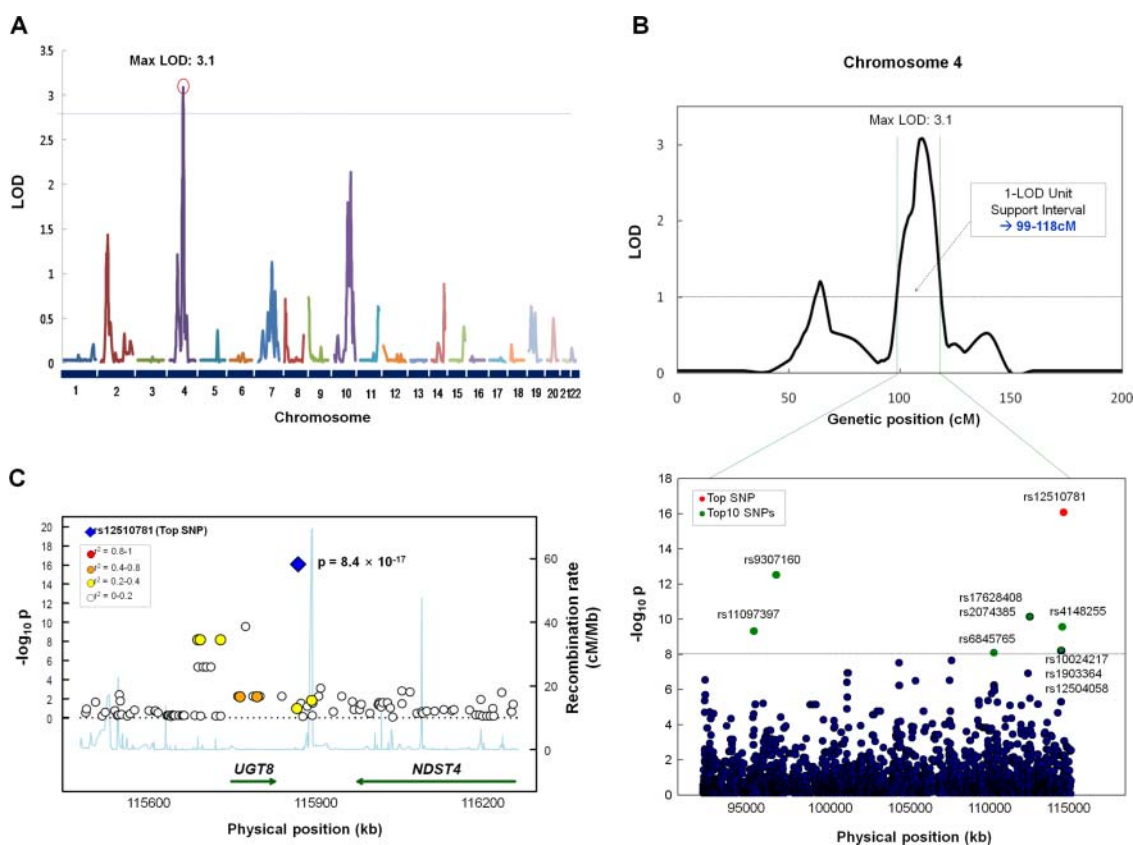 A
Max LOD: 3.1
3.5
3
2.5
2
1.5
1
0.5
0
LOD
1 2 3 4 5 6 7 8 9 10 11 12 13 14 15 16 17 18 19 20 2122
Chromosome
B
Chromosome 4
Max LOD: 3.1
1-LOD Unit
Support Interval
→ 99-118cM
3
2
1
0
LOD
0 50 100 150 200
Genetic position (cM)
18
16
14
12
10
8
6
4
2
0
-log10 p
Top SNP
Top10 SNPs
rs12510781
rs9307160
rs11097397
rs17628408
rs2074385
rs4148255
rs6845765
rs10024217
rs1903364
rs12504058
95000 100000 105000 110000 115000
Physical position (kb)
C
rs12510781 (Top SNP)
r² = 0.8-1
r² = 0.4-0.8
r² = 0.2-0.4
r² = 0-0.2
p = 8.4 × 10⁻¹⁷
20
18
16
14
12
10
8
6
4
2
0
-log10 p
60
40
20
0
Recombination rate
(cM/Mb)
UGT8 NDST4
115600 115900 116200
Physical position (kb)